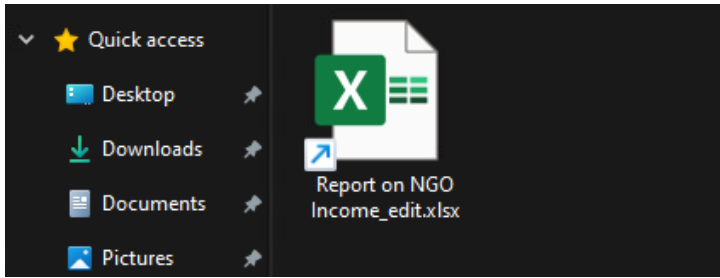 Quick access
Desktop
Downloads
Documents
Pictures
X
Report on NGO
Income_edit.xlsx